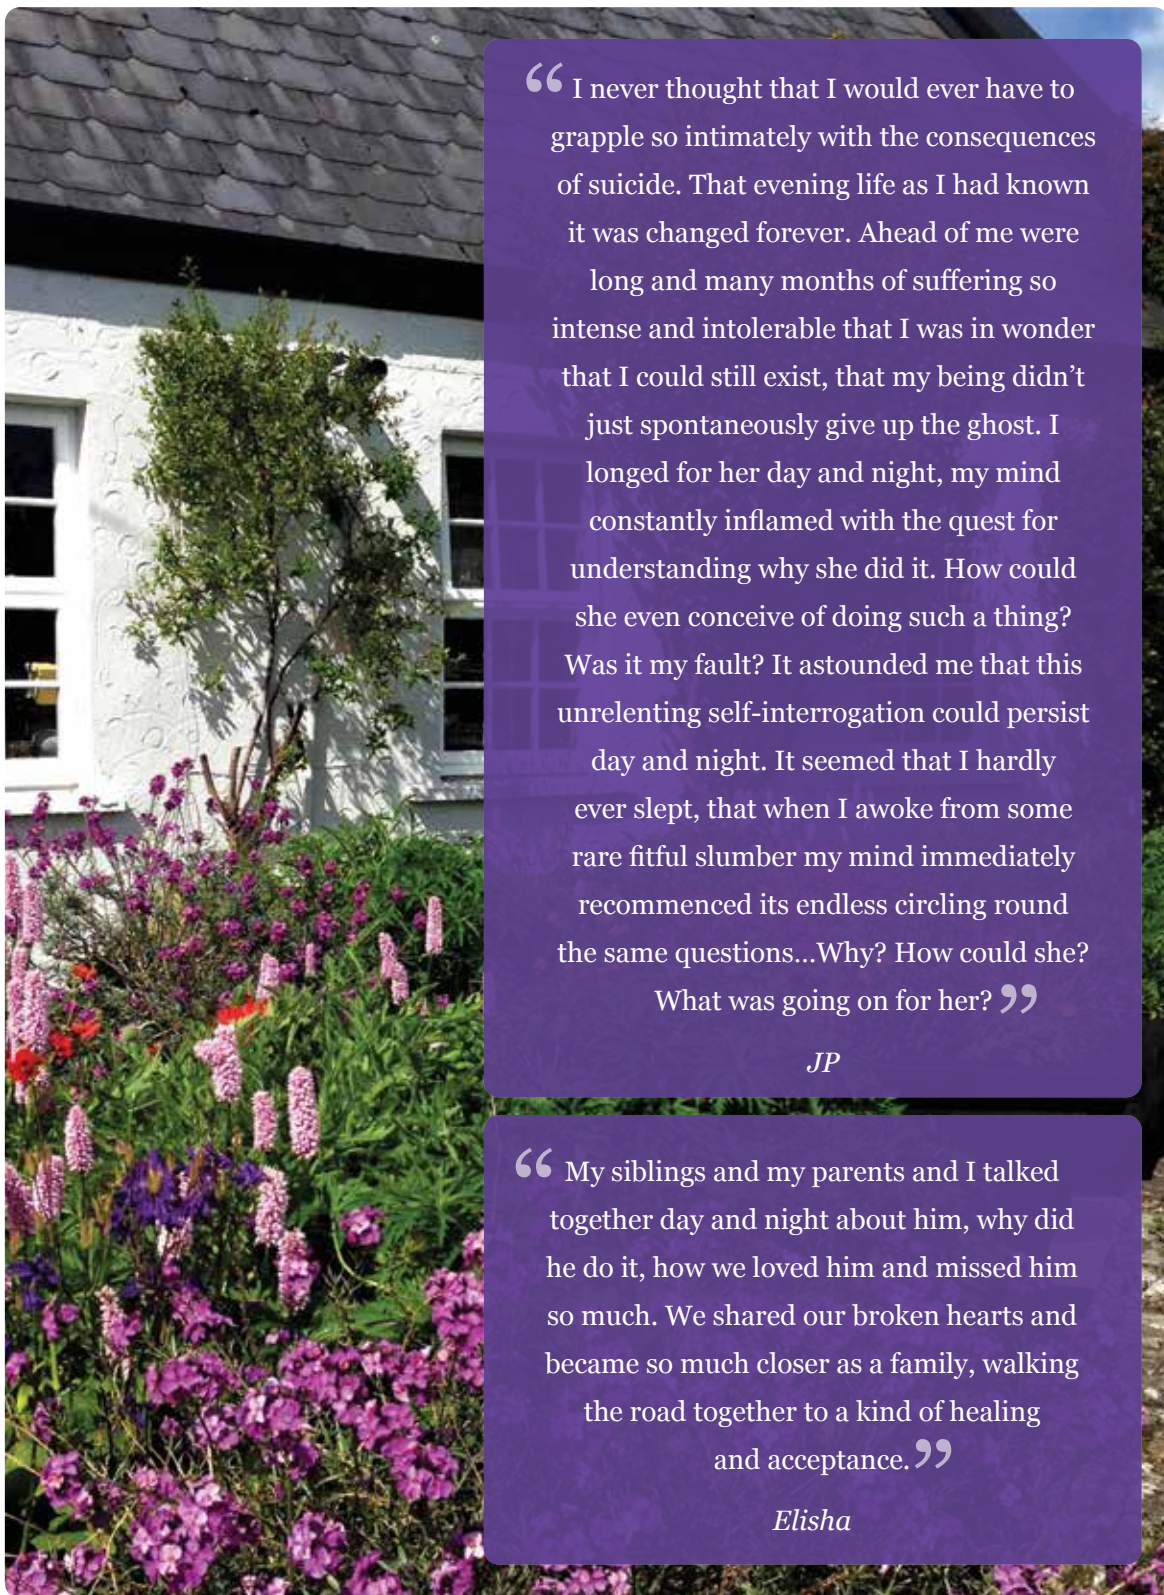 “ I never thought that I would ever have to
grapple so intimately with the consequences
of suicide. That evening life as I had known
it was changed forever. Ahead of me were
long and many months of suffering so
intense and intolerable that I was in wonder
that I could still exist, that my being didn’t
just spontaneously give up the ghost. I
longed for her day and night, my mind
constantly inflamed with the quest for
understanding why she did it. How could
she even conceive of doing such a thing?
Was it my fault? It astounded me that this
unrelenting self-interrogation could persist
day and night. It seemed that I hardly
ever slept, that when I awoke from some
rare fitful slumber my mind immediately
recommenced its endless circling round
the same questions...Why? How could she?
What was going on for her? ”
JP
“ My siblings and my parents and I talked
together day and night about him, why did
he do it, how we loved him and missed him
so much. We shared our broken hearts and
became so much closer as a family, walking
the road together to a kind of healing
and acceptance. ”
Elisha